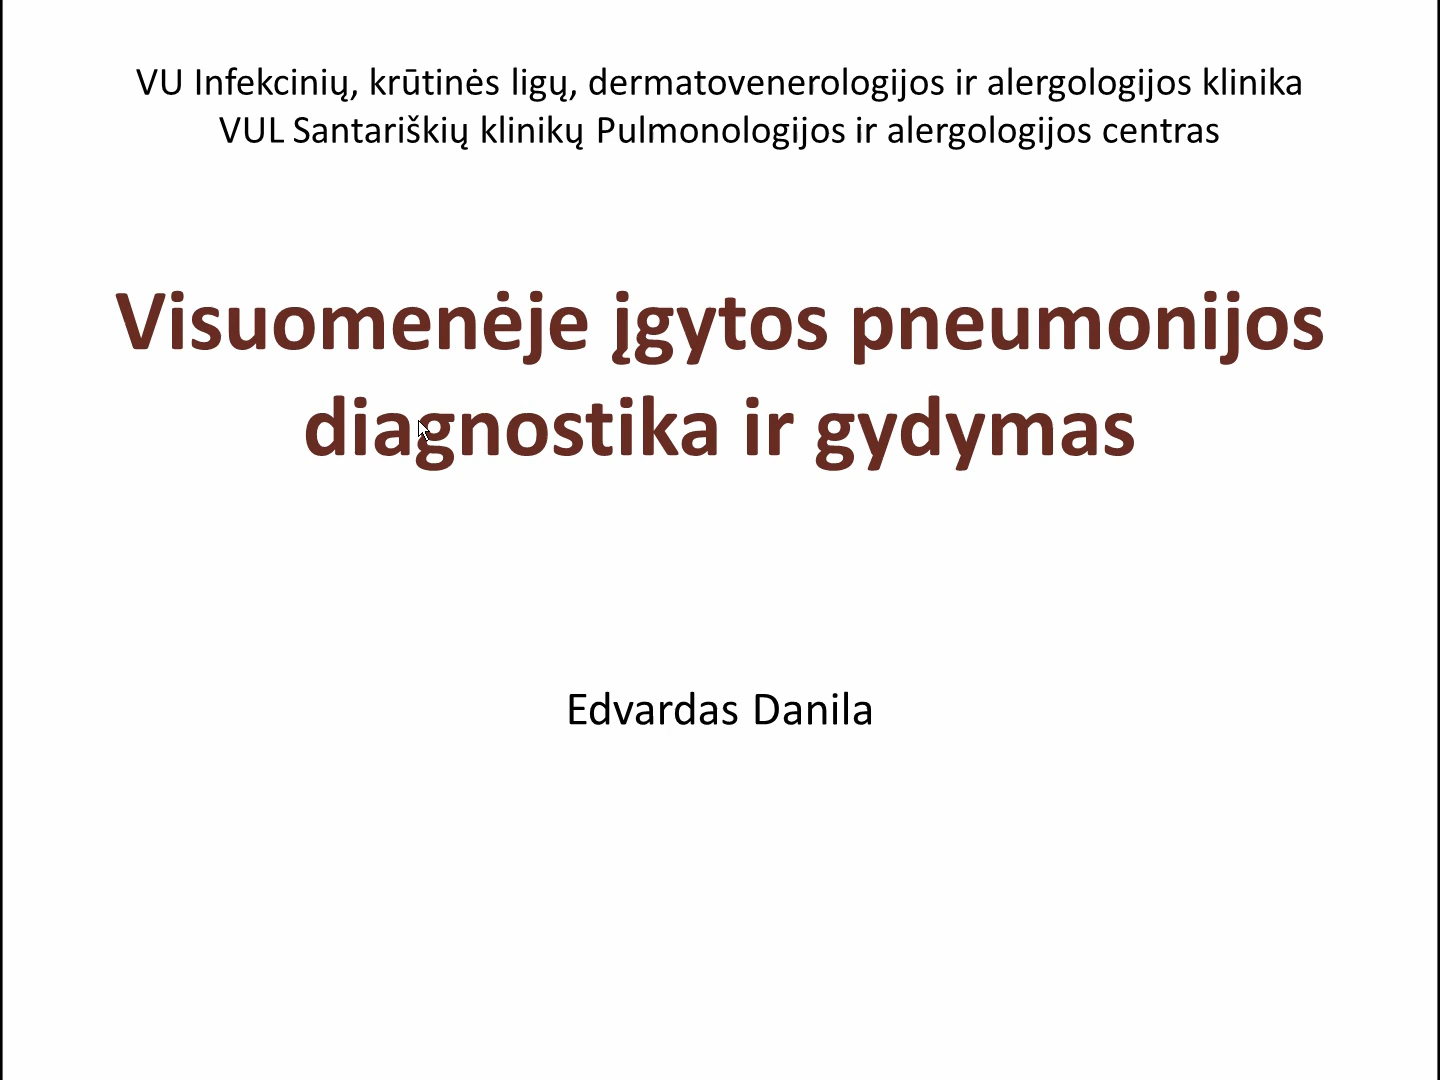 VU Infekcinių, krūtinės ligų, dermatovenerologijos ir alergologijos klinika
VUL Santariškių klinikų Pulmonologijos ir alergologijos centras
Visuomenėje įgytos pneumonijos
diagnostika ir gydymas
Edvardas Danila